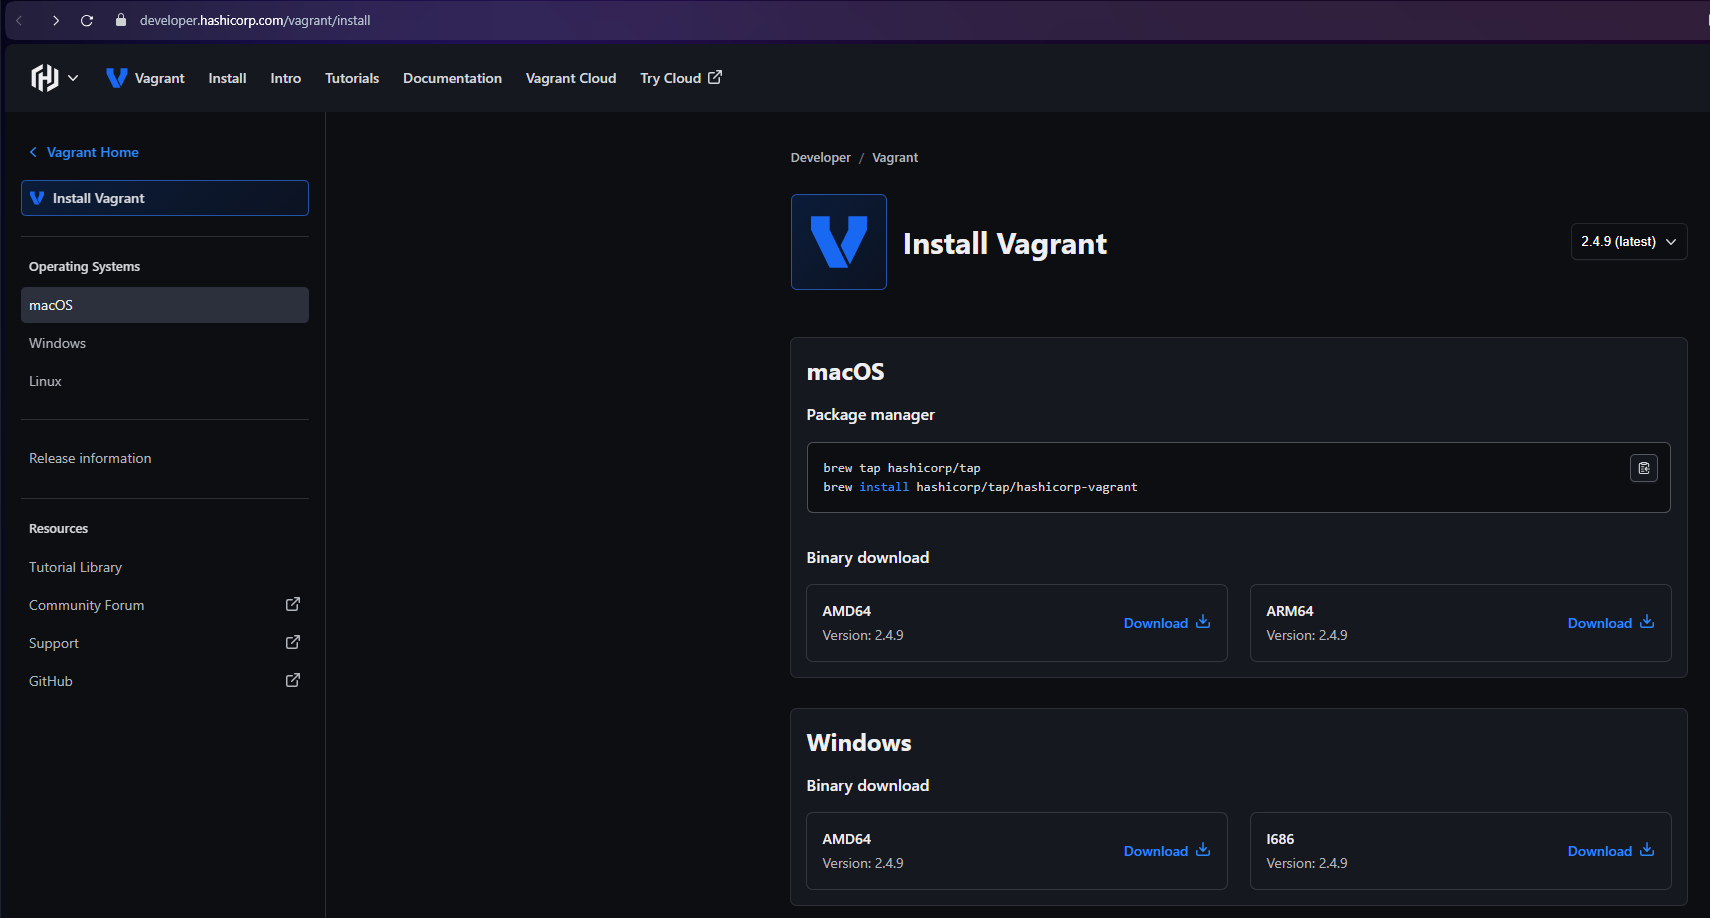 developer.hashicorp.com/vagrant/install
Vagrant Install Intro Tutorials Documentation Vagrant Cloud Try Cloud
Vagrant Home
Install Vagrant
Operating Systems
macOS
Windows
Linux
Release information
Resources
Tutorial Library
Community Forum
Support
GitHub
Developer / Vagrant
Install Vagrant
2.4.9 (latest)
macOS
Package manager
brew tap hashicorp/tap
brew install hashicorp/tap/hashicorp-vagrant
Binary download
AMD64
Version: 2.4.9
Download
ARM64
Version: 2.4.9
Download
Windows
Binary download
AMD64
Version: 2.4.9
Download
I686
Version: 2.4.9
Download